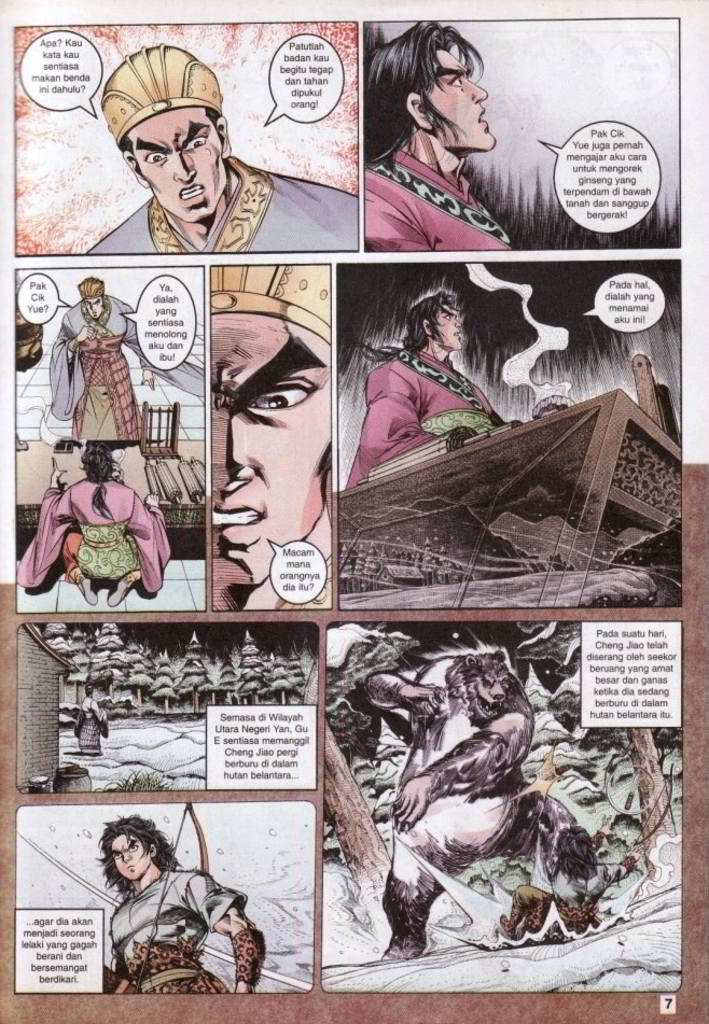 Apa? Kau
kata kau
sentiasa
makan benda
ini dahulu?
Patutlah
badan kau
begitu tegap
dan tahan
dipukul
orang!
Pak Cik
Yue juga pernah
mengajar aku cara
untuk mengorek
ginseng yang
terpendam di bawah
tanah dan sanggup
bergerak!
Pak
Cik
Yue?
Ya,
dialah
yang
sentiasa
menolong
aku dan
ibu!
Macam
mana
orangnya
dia itu?
Pada hal,
dialah yang
menamai
aku ini!
Semasa di Wilayah
Utara Negeri Yan, Gu
E sentiasa memanggil
Cheng Jiao pergi
berburu ke dalam
hutan belantara...
...agar dia akan
menjadi seorang
lelaki yang gagah
berani dan
bersemangat
berdikari.
Pada suatu hari,
Cheng Jiao telah
diserang oleh seekor
beruang yang amat
besar dan ganas
ketika dia sedang
berburu di dalam
hutan belantara itu.
7